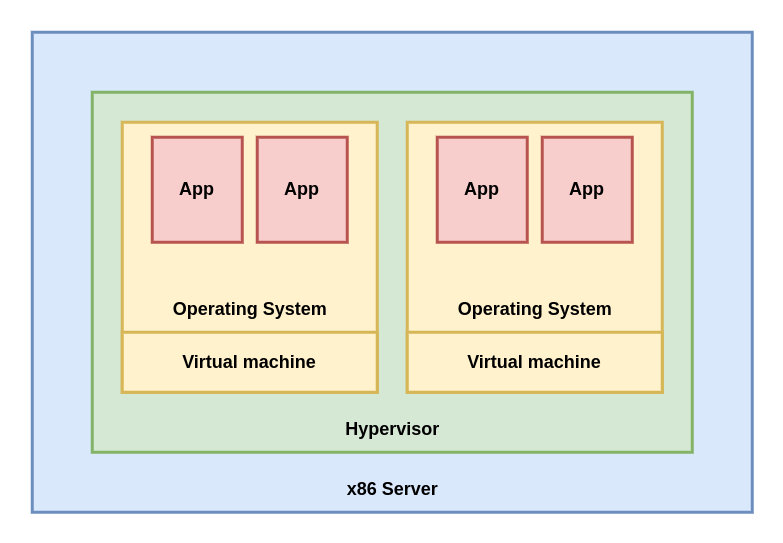 App
App
App
App
Operating System
Operating System
Virtual machine
Virtual machine
Hypervisor
x86 Server